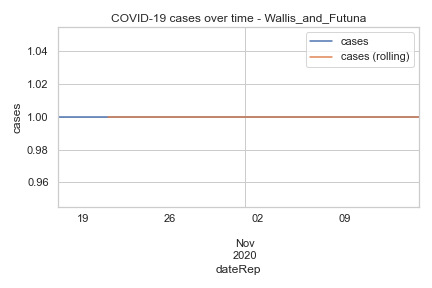 COVID-19 cases over time - Wallis_and_Futuna
cases
cases (rolling)
1.04
1.02
1.00
0.98
0.96
cases
19
26
02
09
Nov
2020
dateRep